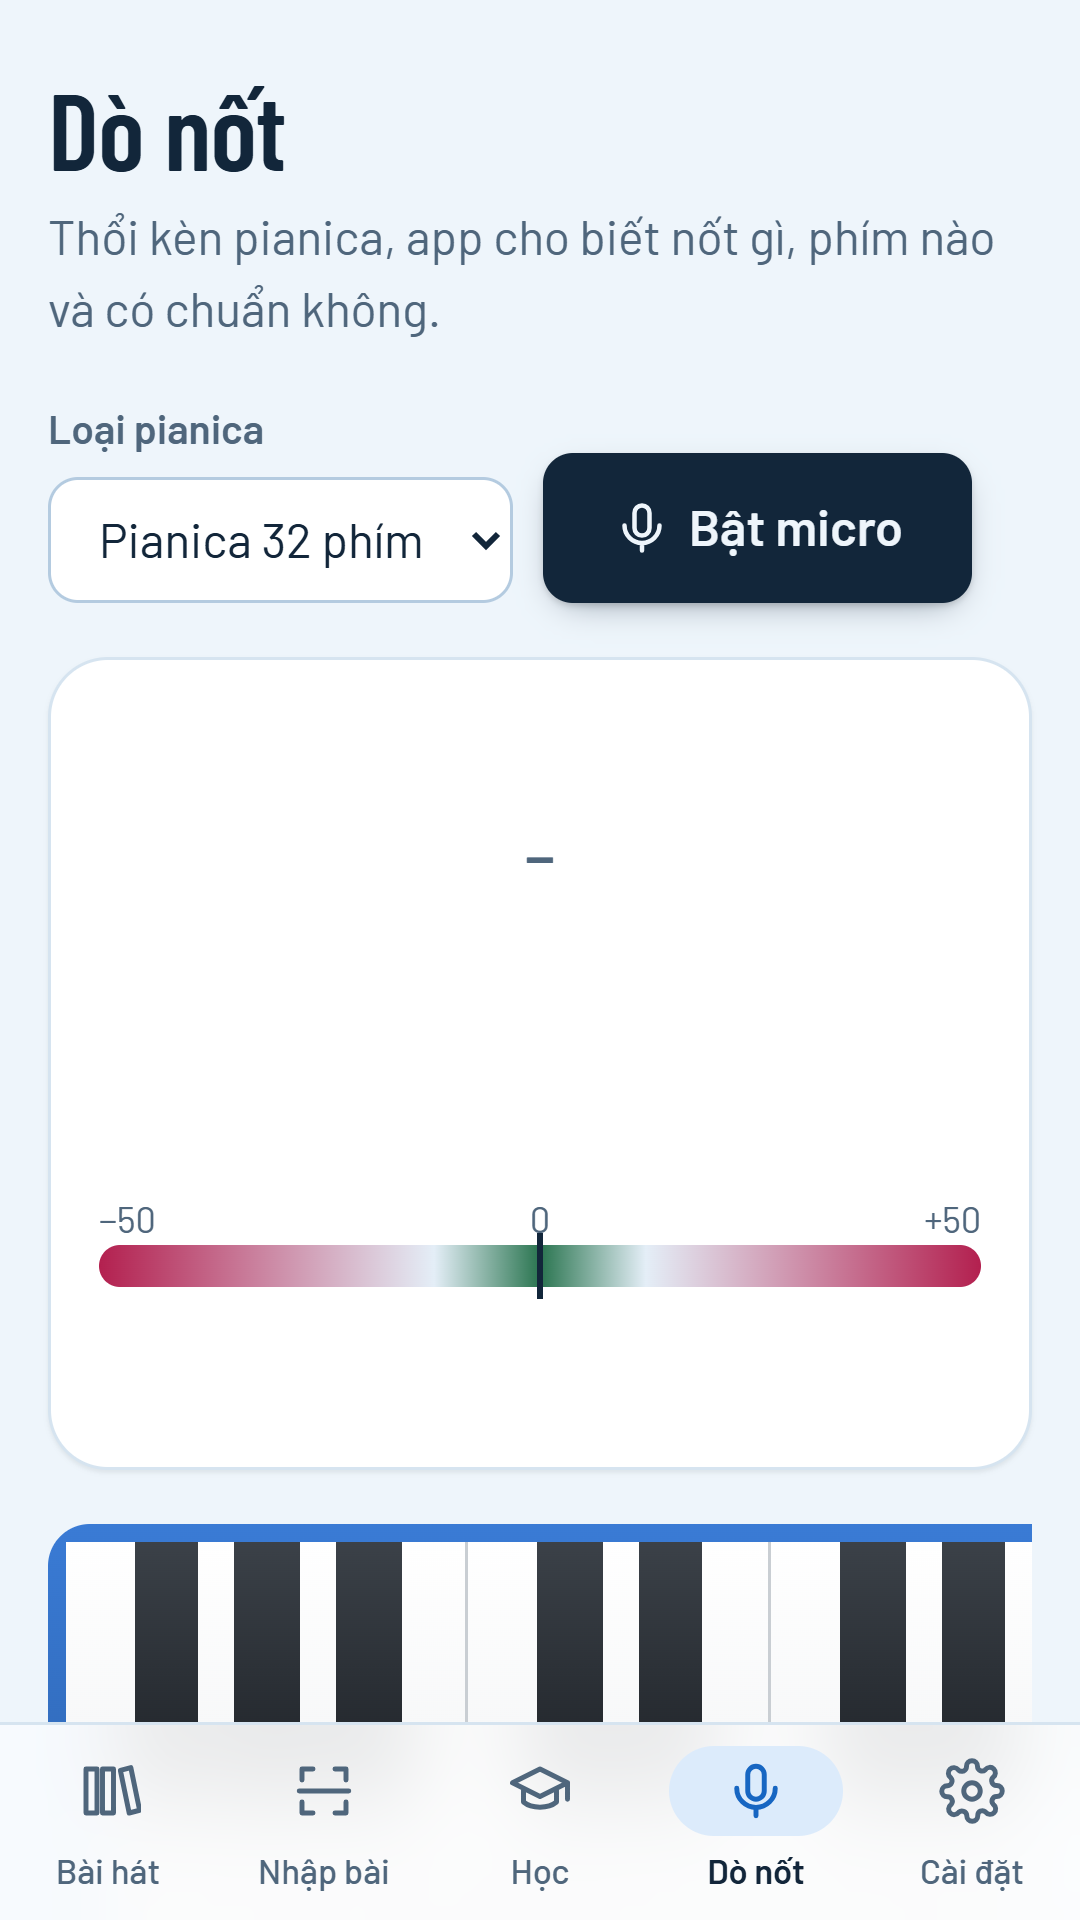 Dò nốt
Thổi kèn pianica, app cho biết nốt gì, phím nào
và có chuẩn không.
Loại pianica
Pianica 32 phím
Bật micro
–
−50
0
+50
Bài hát
Nhập bài
Học
Dò nốt
Cài đặt